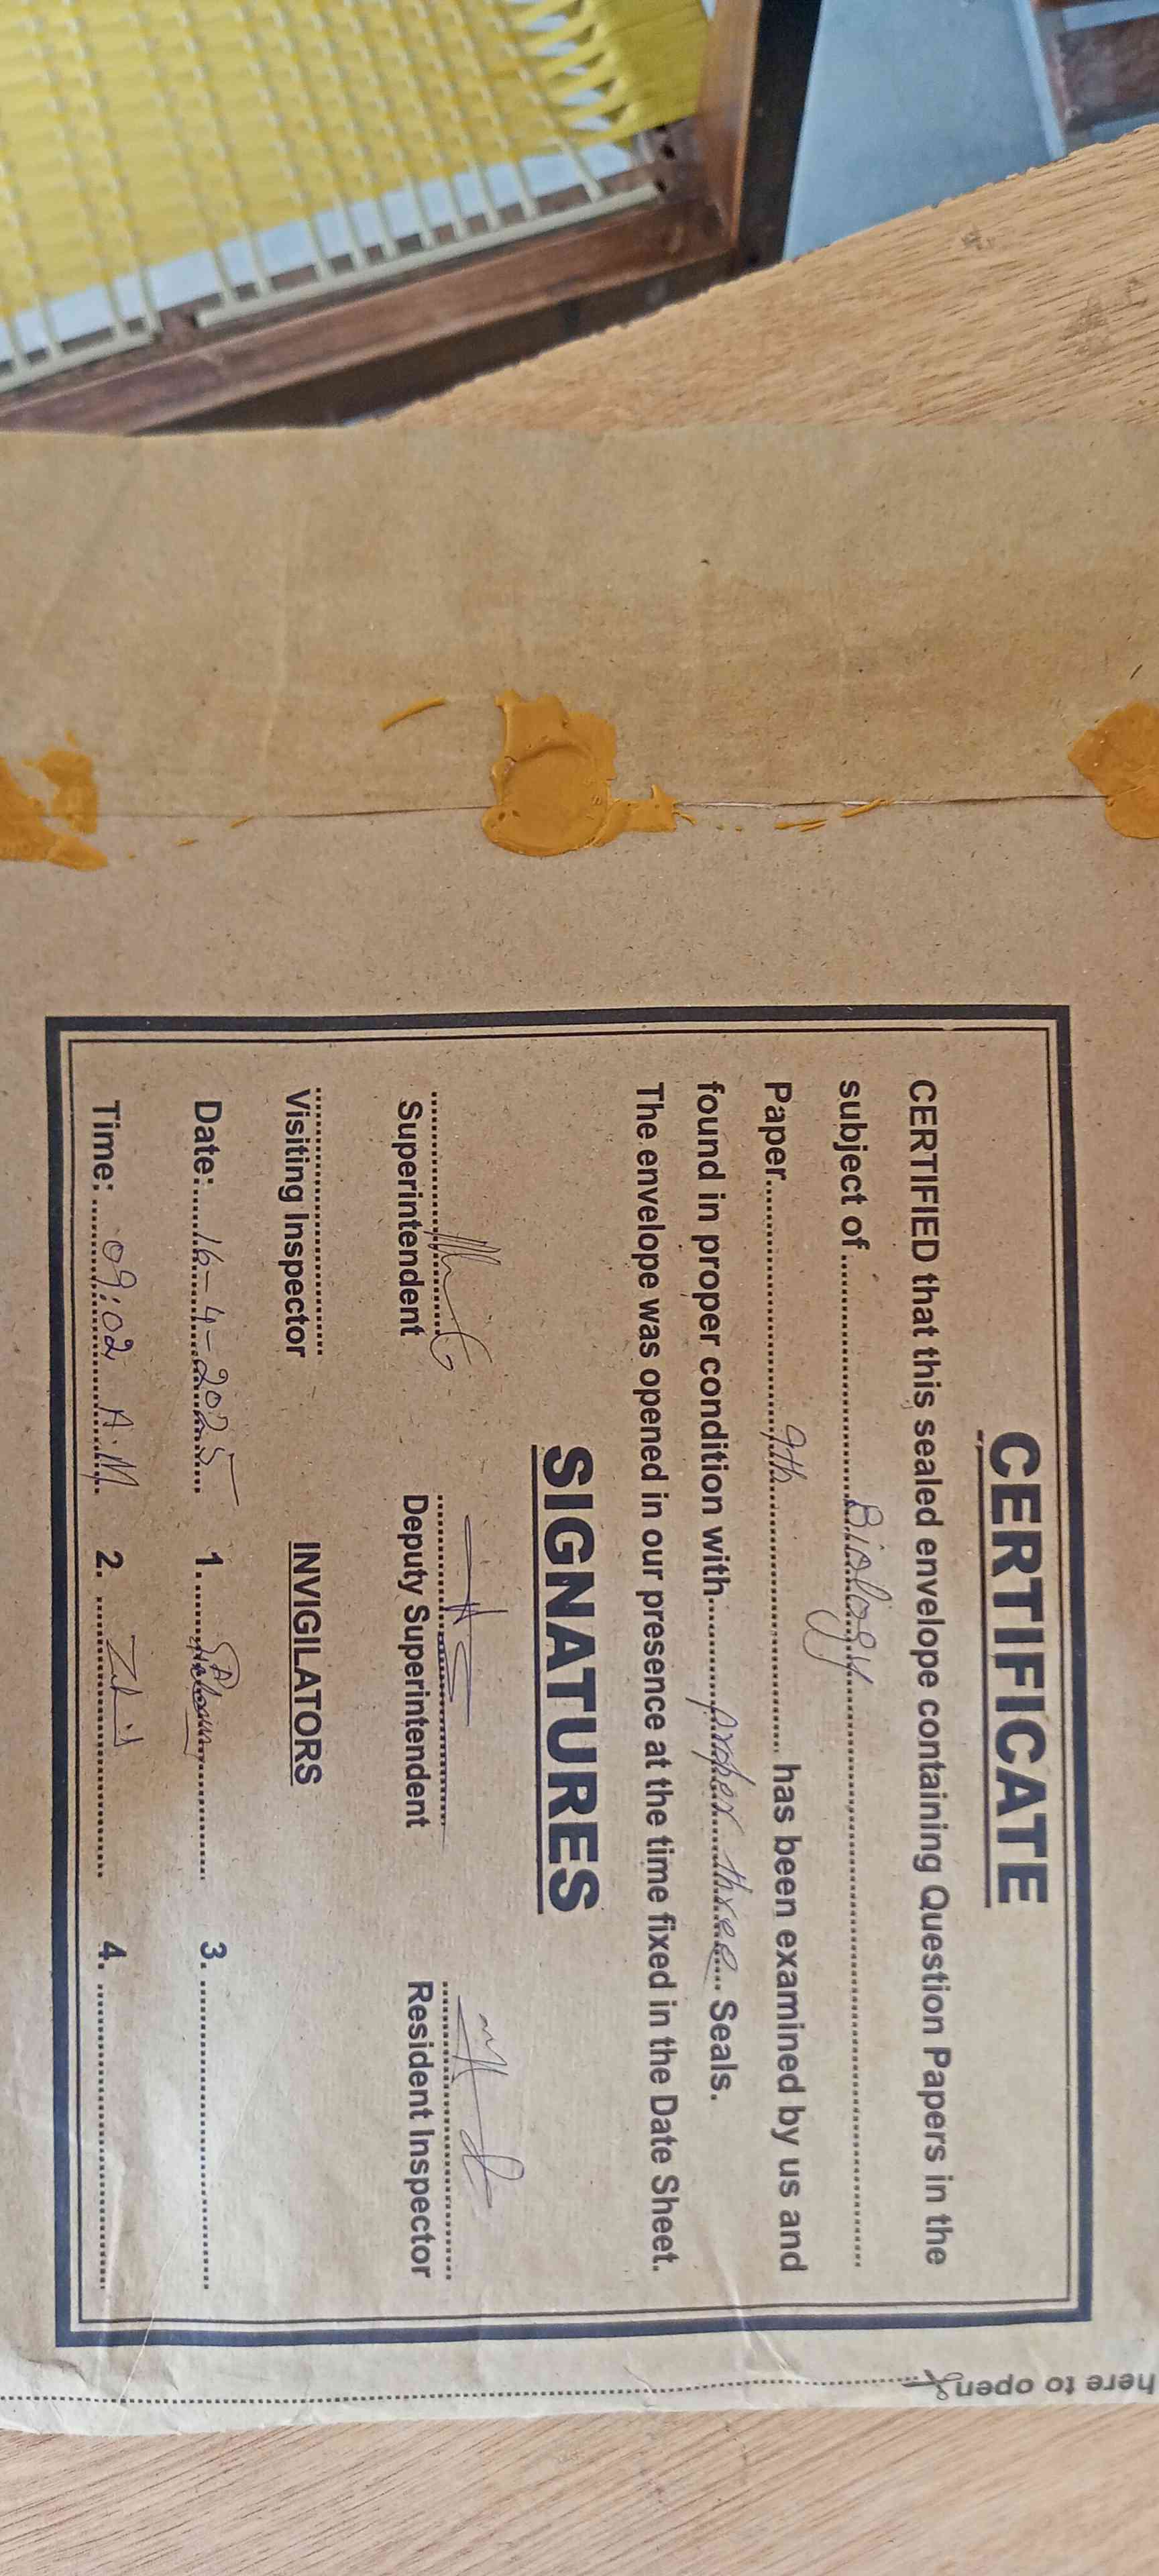 CERTIFICATE
CERTIFIED that this sealed envelope containing Question Papers in the
subject of Biology
Paper 9th has been examined by us and
found in proper condition with proper three Seals.
The envelope was opened in our presence at the time fixed in the Date Sheet.
SIGNATURES
Superintendent Deputy Superintendent Resident Inspector
Visiting Inspector INVIGILATORS
Date: 16-4-2025 1. 3.
Time: 09:02 A.M 2. 4.
here to open